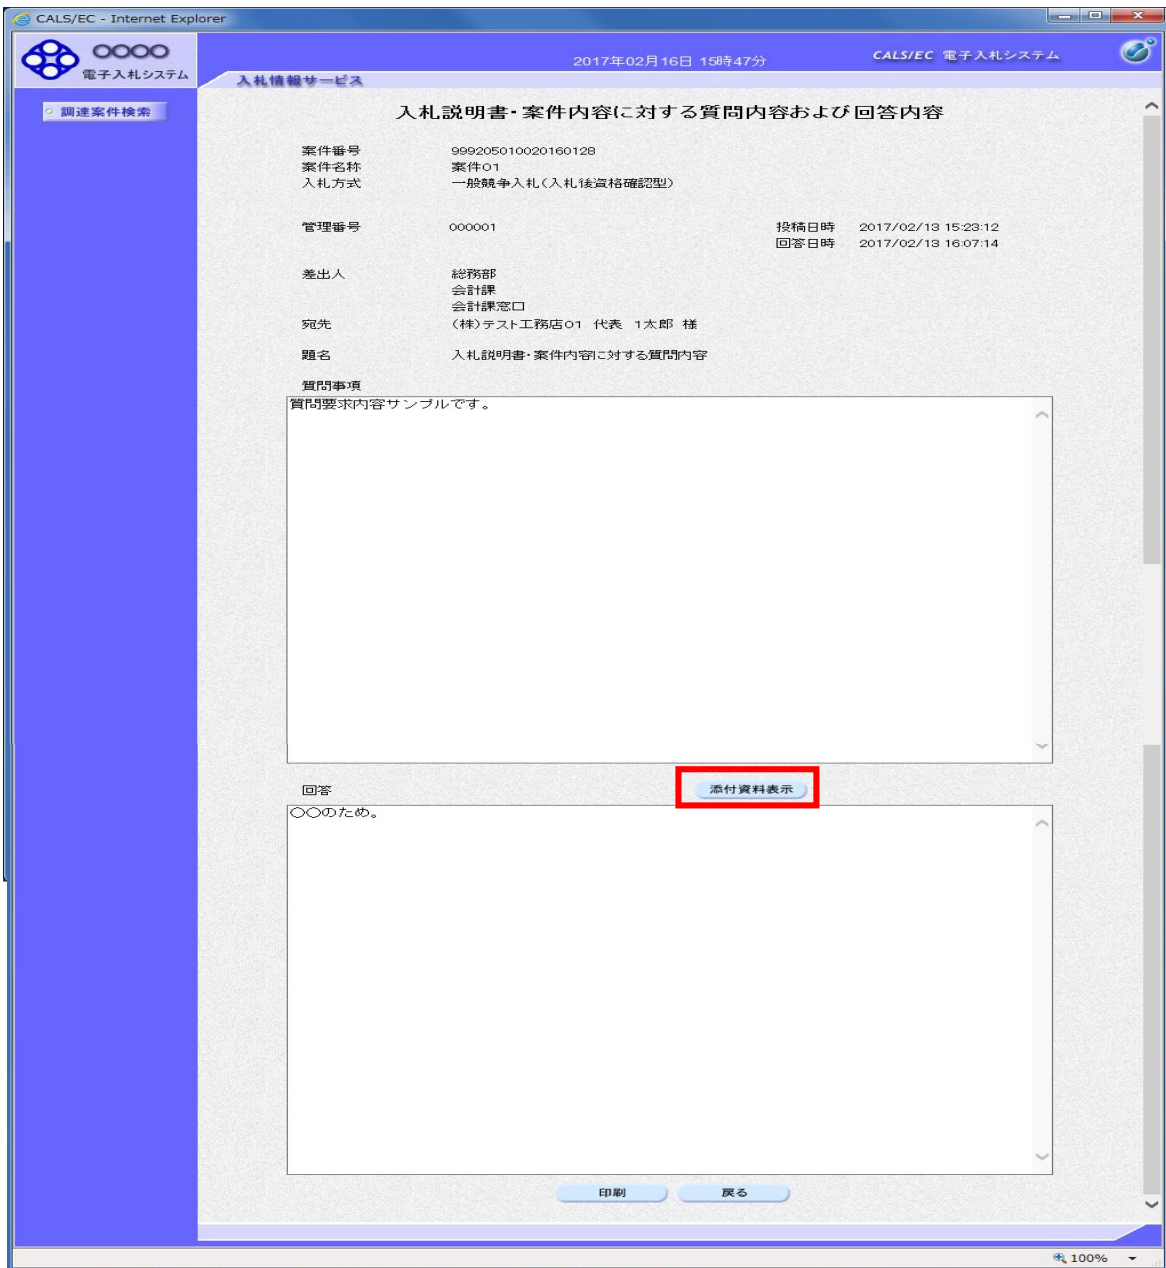 CALS/EC - Internet Explorer
〇〇〇〇
電子入札システム
2017年02月16日 15時47分
CALS/EC 電子入札システム
入札情報サービス
調達案件検索
入札説明書・案件内容に対する質問内容および回答内容
案件番号 999205010020160128
案件名称 案件01
入札方式 一般競争入札(入札後資格確認型)
管理番号 000001 投稿日時 2017/02/13 15:23:12
回答日時 2017/02/13 16:07:14
差出人 総務部
会計課
会計課窓口
宛先 (株)テスト工務店01 代表 1太郎 様
題名 入札説明書・案件内容に対する質問内容
質問事項
質問要求内容サンプルです。
回答 添付資料表示
〇〇のため。
印刷 戻る
100%